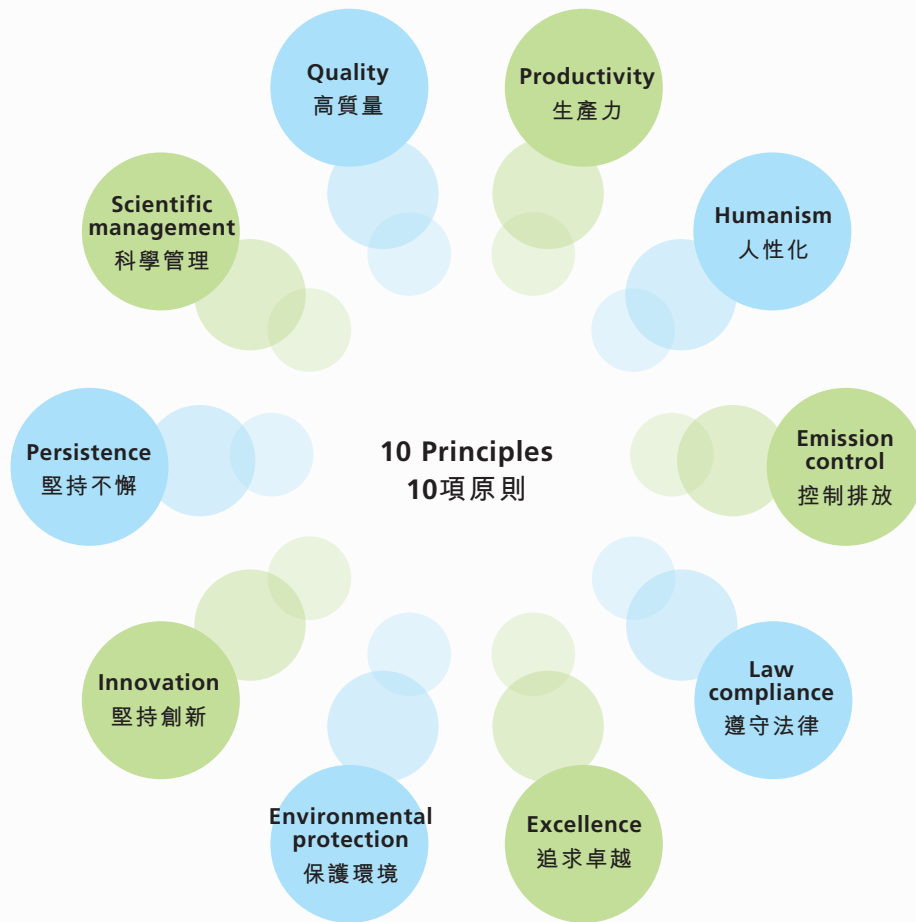 Quality
高質量
Productivity
生產力
Scientific
management
科學管理
Humanism
人性化
Persistence
堅持不懈
10 Principles
10項原則
Emission
control
控制排放
Innovation
堅持創新
Law
compliance
遵守法律
Environmental
protection
保護環境
Excellence
追求卓越